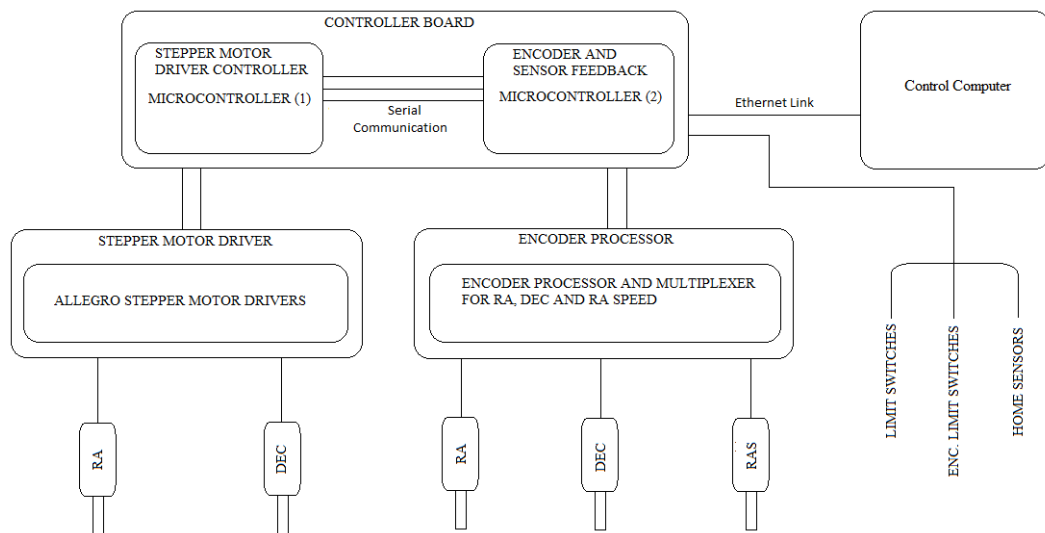 CONTROLLER BOARD
STEPPER MOTOR
DRIVER CONTROLLER
MICROCONTROLLER (1)
Serial
Communication
ENCODER AND
SENSOR FEEDBACK
MICROCONTROLLER (2)
Ethernet Link
Control Computer
STEPPER MOTOR DRIVER
ALLEGRO STEPPER MOTOR DRIVERS
ENCODER PROCESSOR
ENCODER PROCESSOR AND MULTIPLEXER
FOR RA, DEC AND RA SPEED
LIMIT SWITCHES
ENC. LIMIT SWITCHES
HOME SENSORS
RA
DEC
RA
DEC
RAS